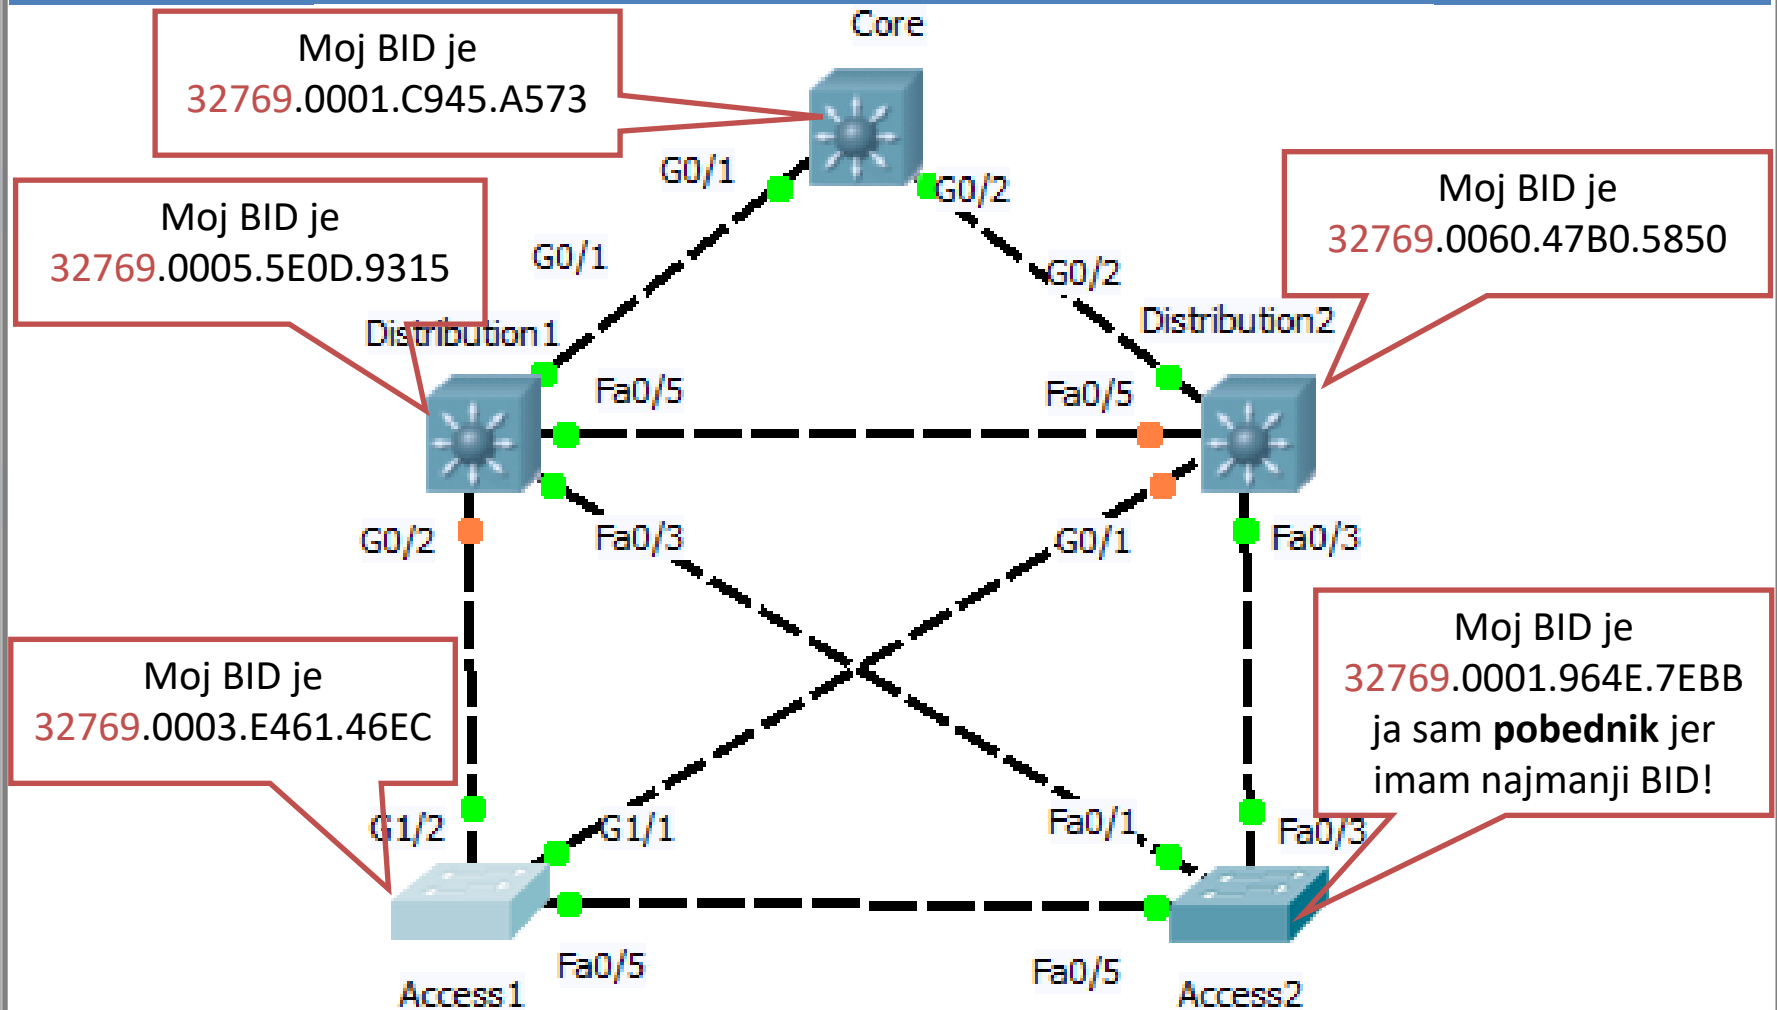 Core
Moj BID je
32769.0001.C945.A573
G0/1
G0/2
Moj BID je
32769.0005.5E0D.9315
Moj BID je
32769.0060.47B0.5850
G0/1
G0/2
Distribution1
Distribution2
Fa0/5
Fa0/5
G0/2
Fa0/3
G0/1
Fa0/3
Moj BID je
32769.0003.E461.46EC
Moj BID je
32769.0001.964E.7EBB
ja sam pobednik jer
imam najmanji BID!
G1/2
G1/1
Fa0/1
Fa0/3
Fa0/5
Fa0/5
Access1
Access2